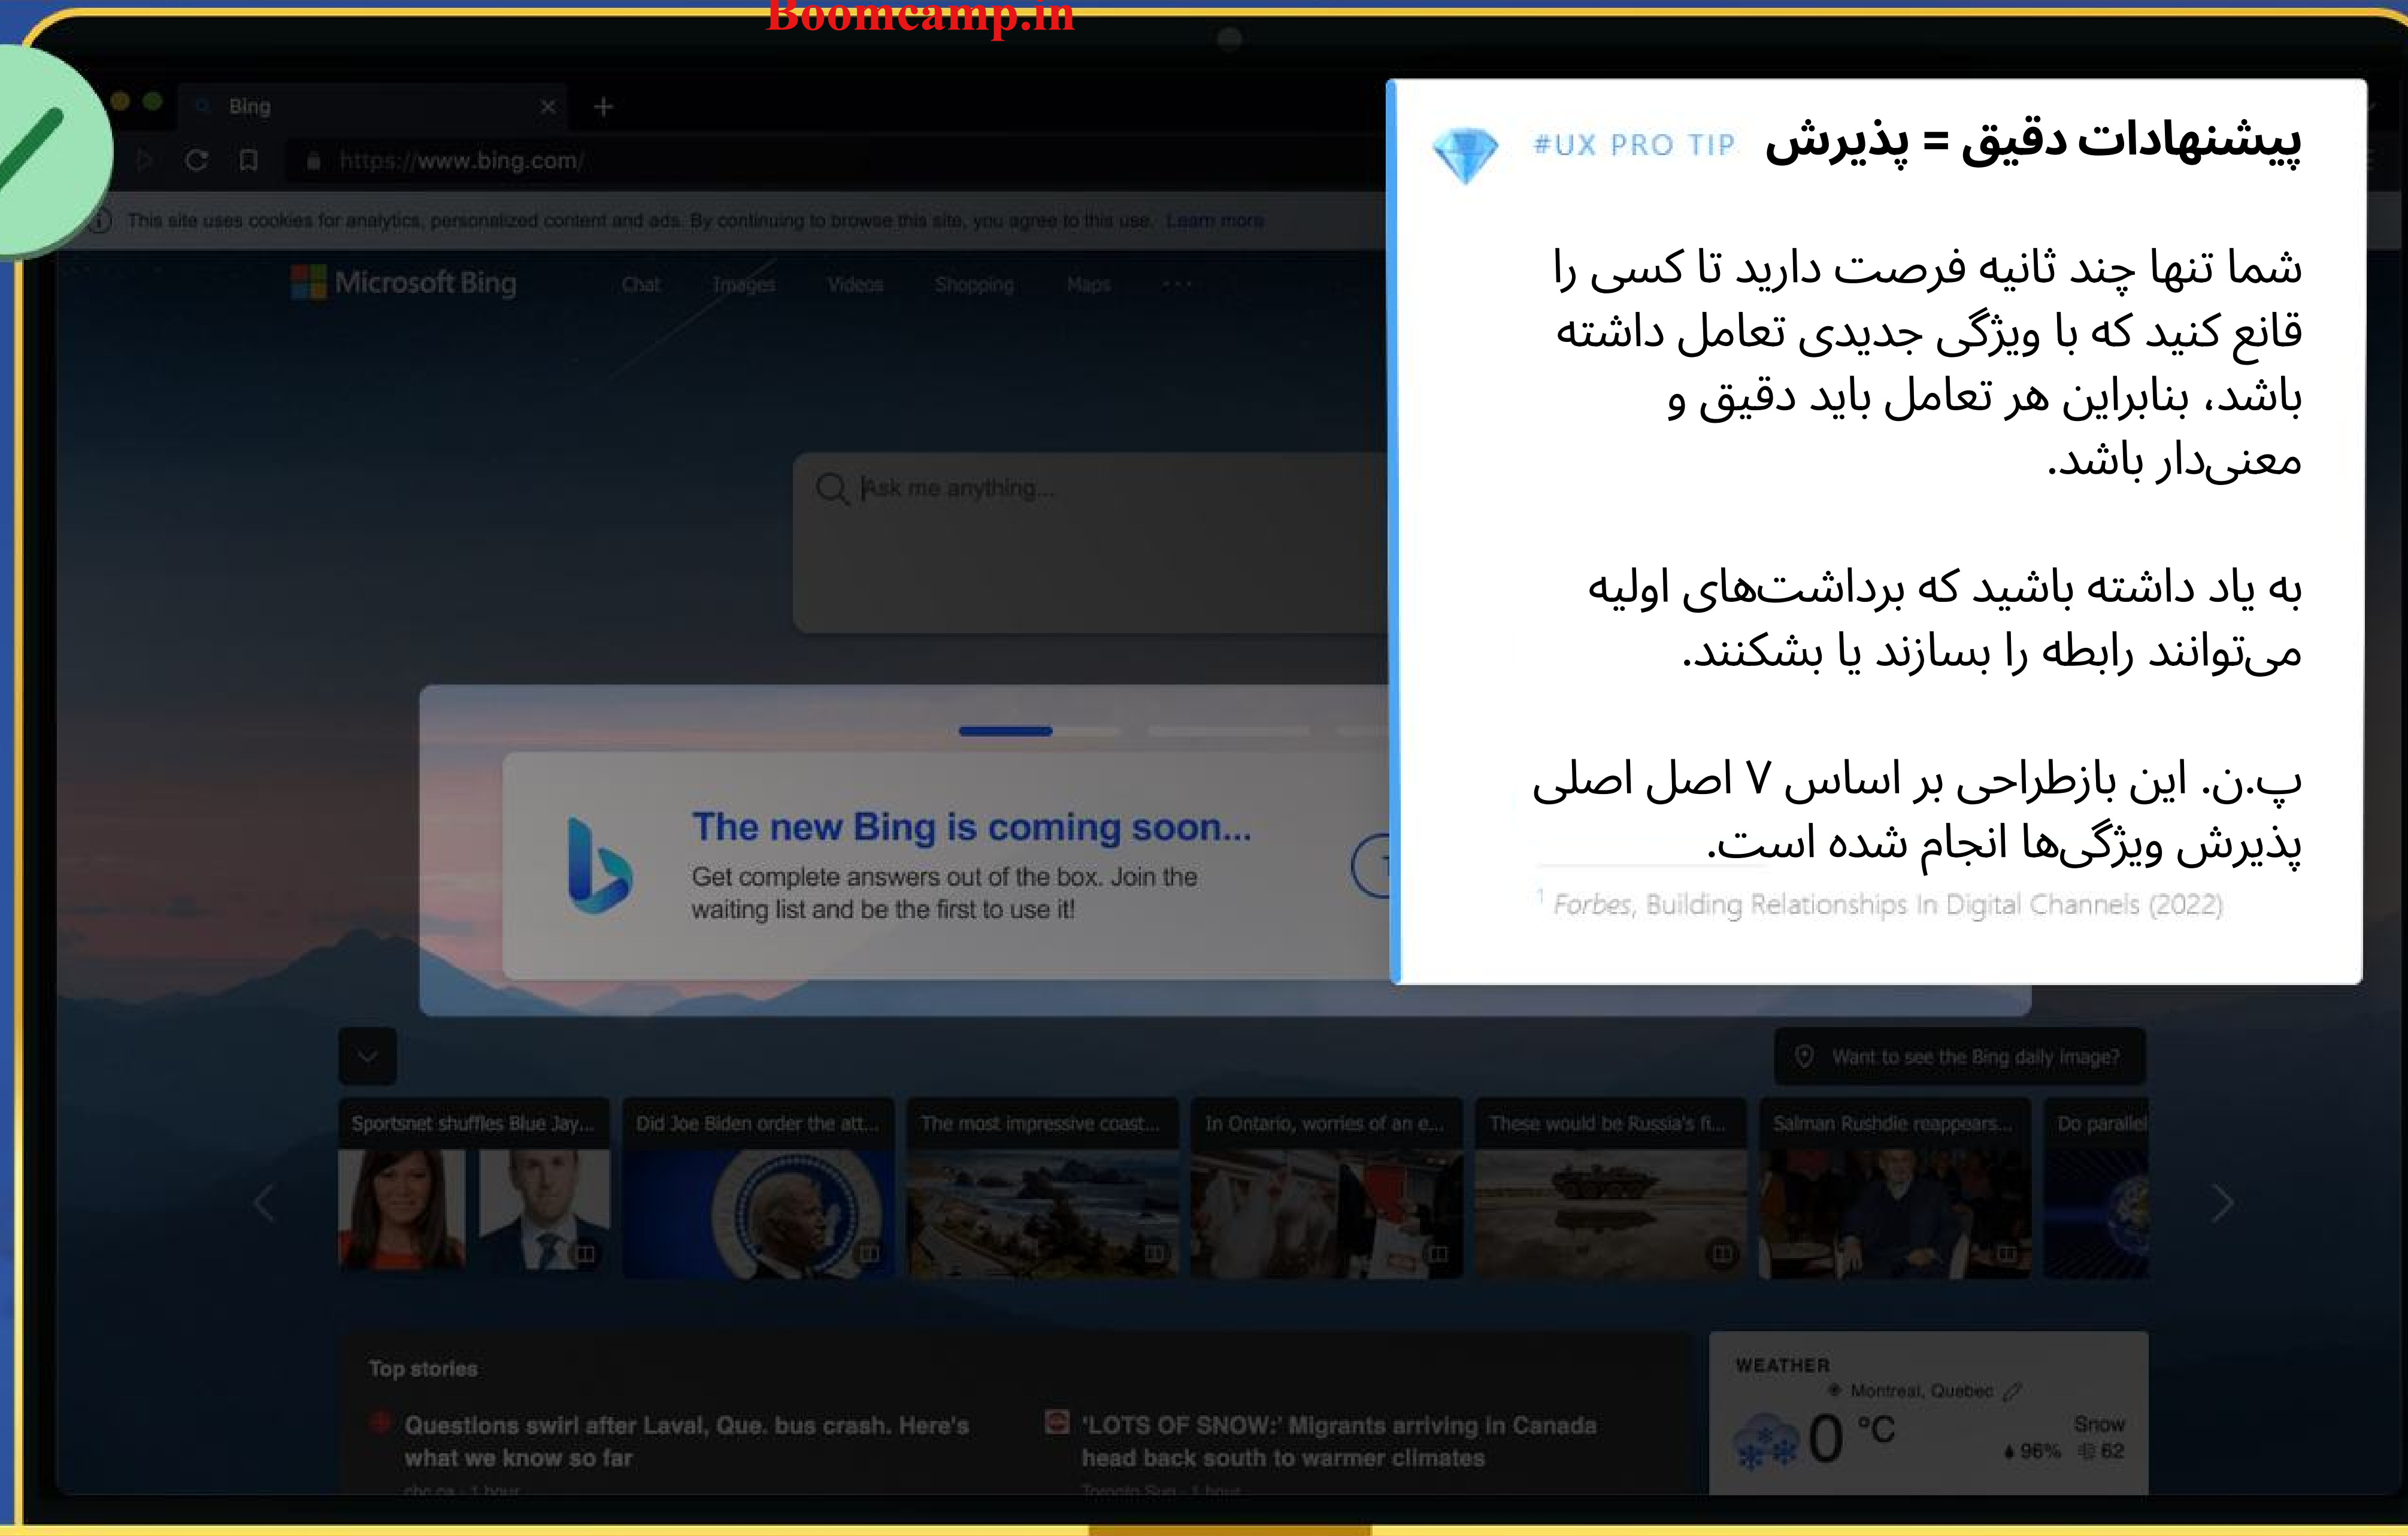 Boomcamp.in
Bing
https://www.bing.com/
This site uses cookies for analytics, personalized content and ads. By continuing to browse this site, you agree to this use. Learn more
Microsoft Bing
Chat
Images
Videos
Shopping
Maps
Ask me anything...
#UX PRO TIP
پیشنهادات دقیق = پذیرش
شما تنها چند ثانیه فرصت دارید تا کسی را
قانع کنید که با ویژگی جدیدی تعامل داشته
باشد، بنابراین هر تعامل باید دقیق و
معنی‌دار باشد.
به یاد داشته باشید که برداشت‌های اولیه
می‌توانند رابطه را بسازند یا بشکنند.
پ.ن. این بازطراحی بر اساس ۷ اصل اصلی
پذیرش ویژگی‌ها انجام شده است.
1 Forbes, Building Relationships In Digital Channels (2022)
The new Bing is coming soon...
Get complete answers out of the box. Join the
waiting list and be the first to use it!
Want to see the Bing daily image?
Sportsnet shuffles Blue Jay...
Did Joe Biden order the att...
The most impressive coast...
In Ontario, worries of an e...
These would be Russia's fi...
Salman Rushdie reappears...
Do parallel
Top stories
Questions swirl after Laval, Que. bus crash. Here's
what we know so far
cbc.ca - 1 hour
'LOTS OF SNOW:' Migrants arriving in Canada
head back south to warmer climates
Toronto Sun - 1 hour
WEATHER
Montreal, Quebec
0 °C
Snow
96% 62